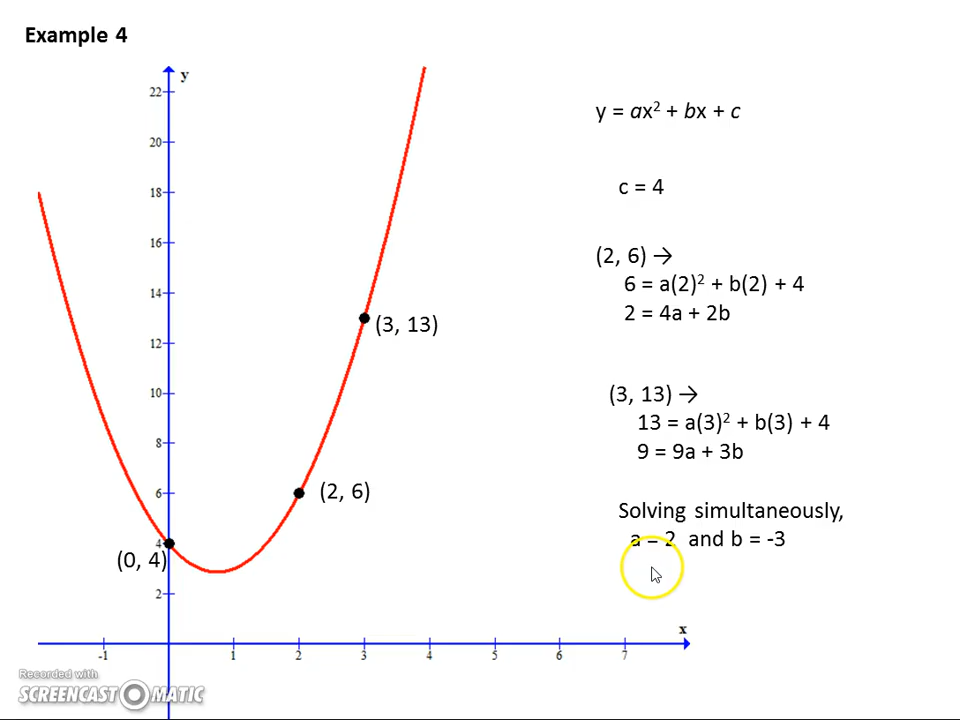 Example 4
y
22
20
18
16
14
12
10
8
6
4
2
(3, 13)
(2, 6)
(0, 4)
x
-1 1 2 3 4 5 6 7
y = ax² + bx + c
c = 4
(2, 6) →
6 = a(2)² + b(2) + 4
2 = 4a + 2b
(3, 13) →
13 = a(3)² + b(3) + 4
9 = 9a + 3b
Solving simultaneously,
a = 2 and b = -3
Recorded with
SCREENCAST MATIC